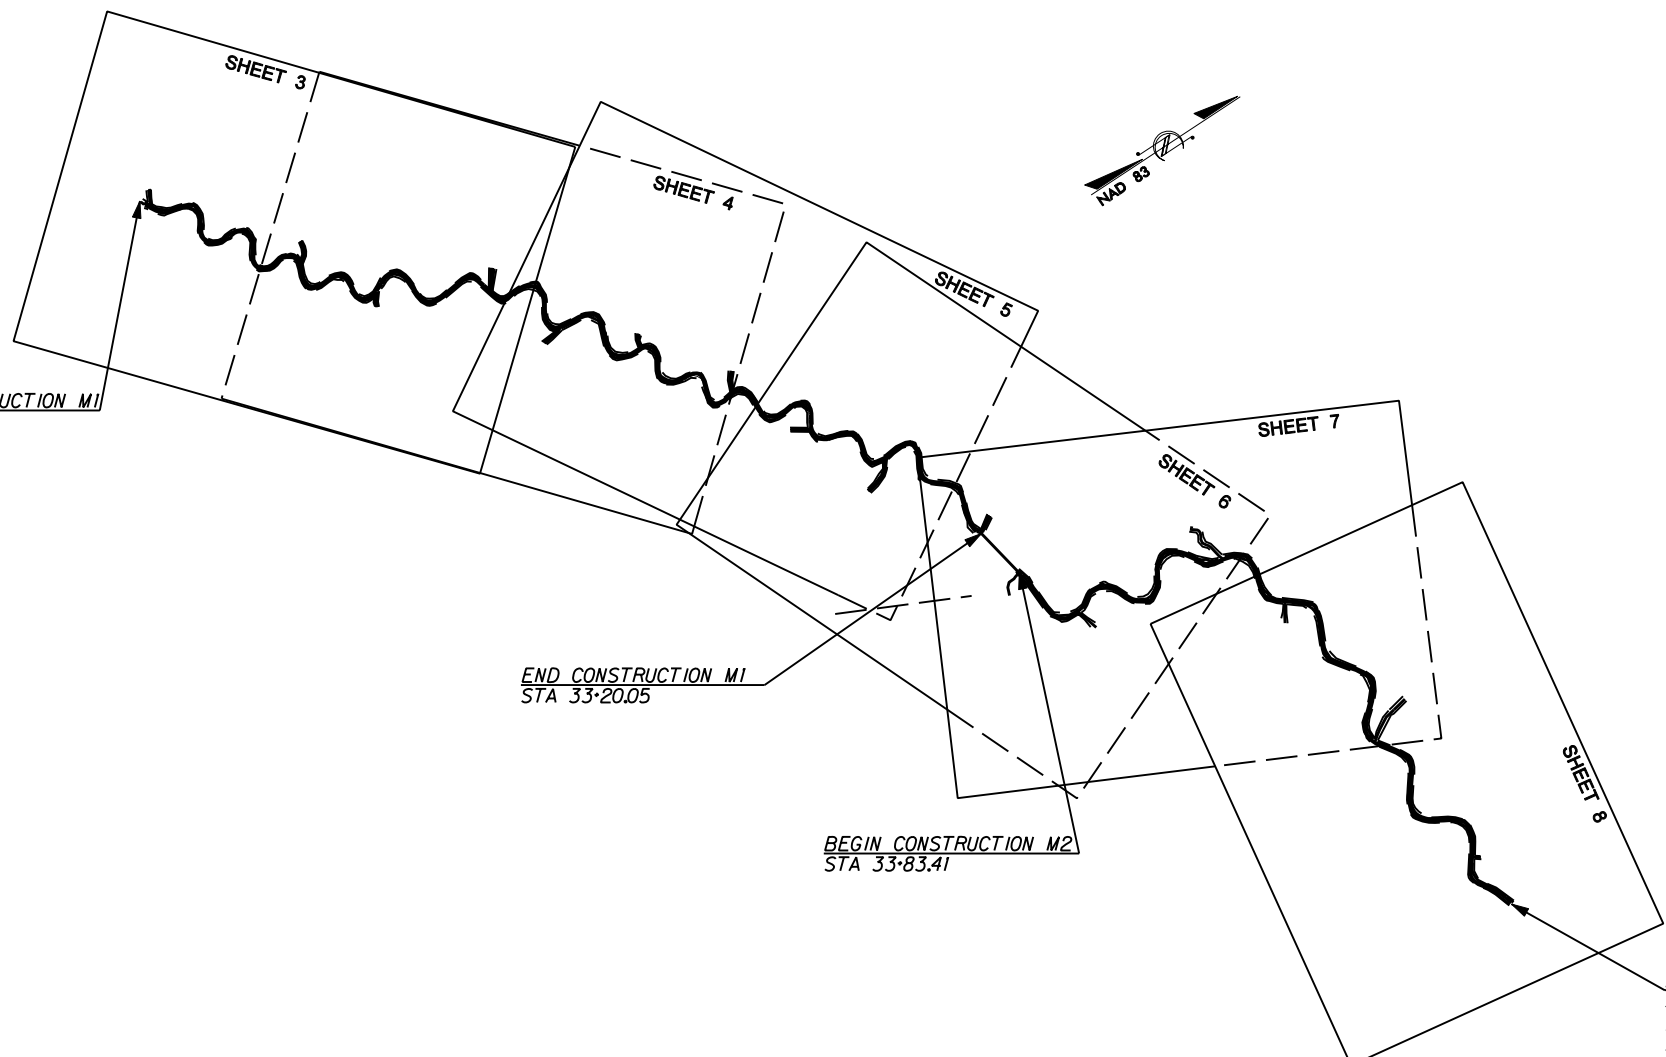 SHEET 3
SHEET 4
NAD 83
SHEET 5
UCTION M1
SHEET 7
SHEET 6
END CONSTRUCTION M1
STA 33+20.05
SHEET 8
BEGIN CONSTRUCTION M2
STA 33+83.41